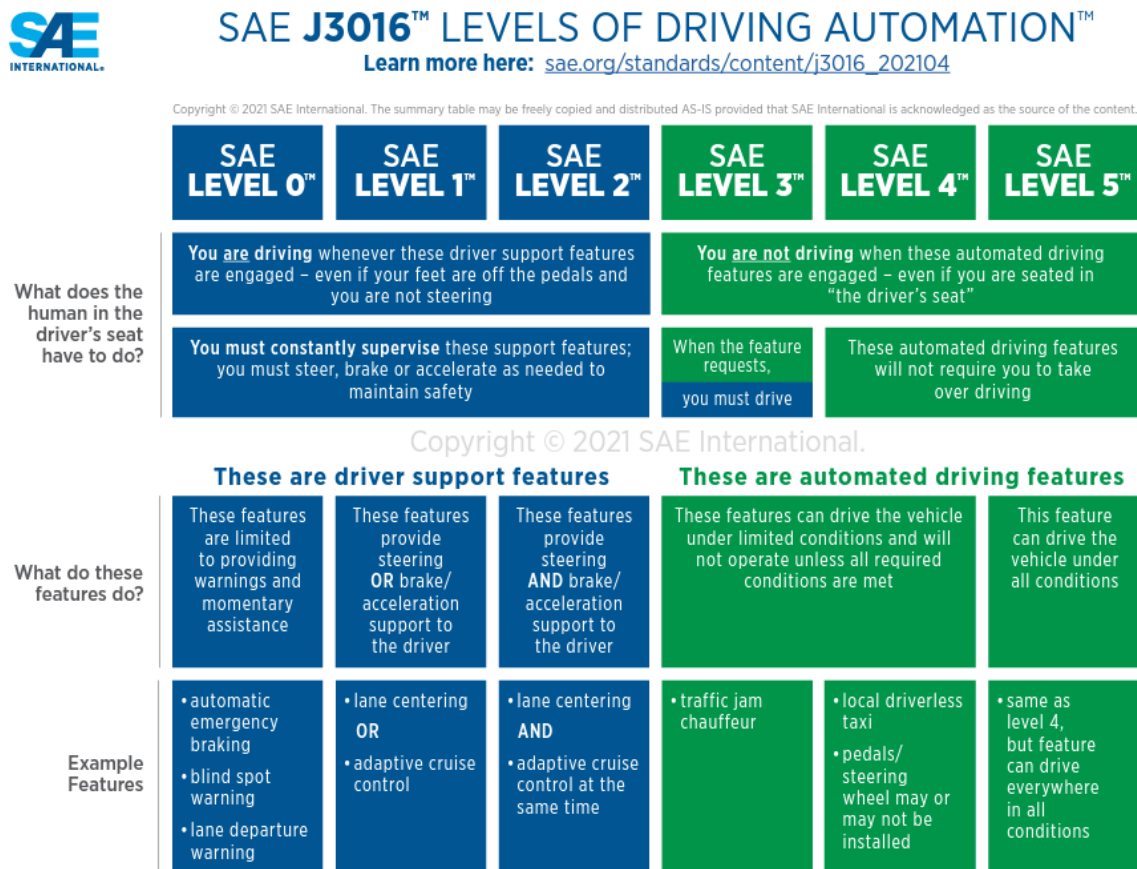 SAE
INTERNATIONAL®
SAE J3016™ LEVELS OF DRIVING AUTOMATION™
Learn more here: sae.org/standards/content/j3016_202104
Copyright © 2021 SAE International. The summary table may be freely copied and distributed AS-IS provided that SAE International is acknowledged as the source of the content.
SAE
LEVEL 0™
SAE
LEVEL 1™
SAE
LEVEL 2™
SAE
LEVEL 3™
SAE
LEVEL 4™
SAE
LEVEL 5™
What does the
human in the
driver's seat
have to do?
You are driving whenever these driver support features
are engaged – even if your feet are off the pedals and
you are not steering
You are not driving when these automated driving
features are engaged – even if you are seated in
“the driver's seat”
You must constantly supervise these support features;
you must steer, brake or accelerate as needed to
maintain safety
When the feature
requests,
you must drive
These automated driving features
will not require you to take
over driving
Copyright © 2021 SAE International.
These are driver support features
These are automated driving features
What do these
features do?
These features
are limited
to providing
warnings and
momentary
assistance
These features
provide
steering
OR brake/
acceleration
support to
the driver
These features
provide
steering
AND brake/
acceleration
support to
the driver
These features can drive the vehicle
under limited conditions and will
not operate unless all required
conditions are met
This feature
can drive the
vehicle under
all conditions
Example
Features
• automatic
emergency
braking
• blind spot
warning
• lane departure
warning
• lane centering
OR
• adaptive cruise
control
• lane centering
AND
• adaptive cruise
control at the
same time
• traffic jam
chauffeur
• local driverless
taxi
• pedals/
steering
wheel may or
may not be
installed
• same as
level 4,
but feature
can drive
everywhere
in all
conditions